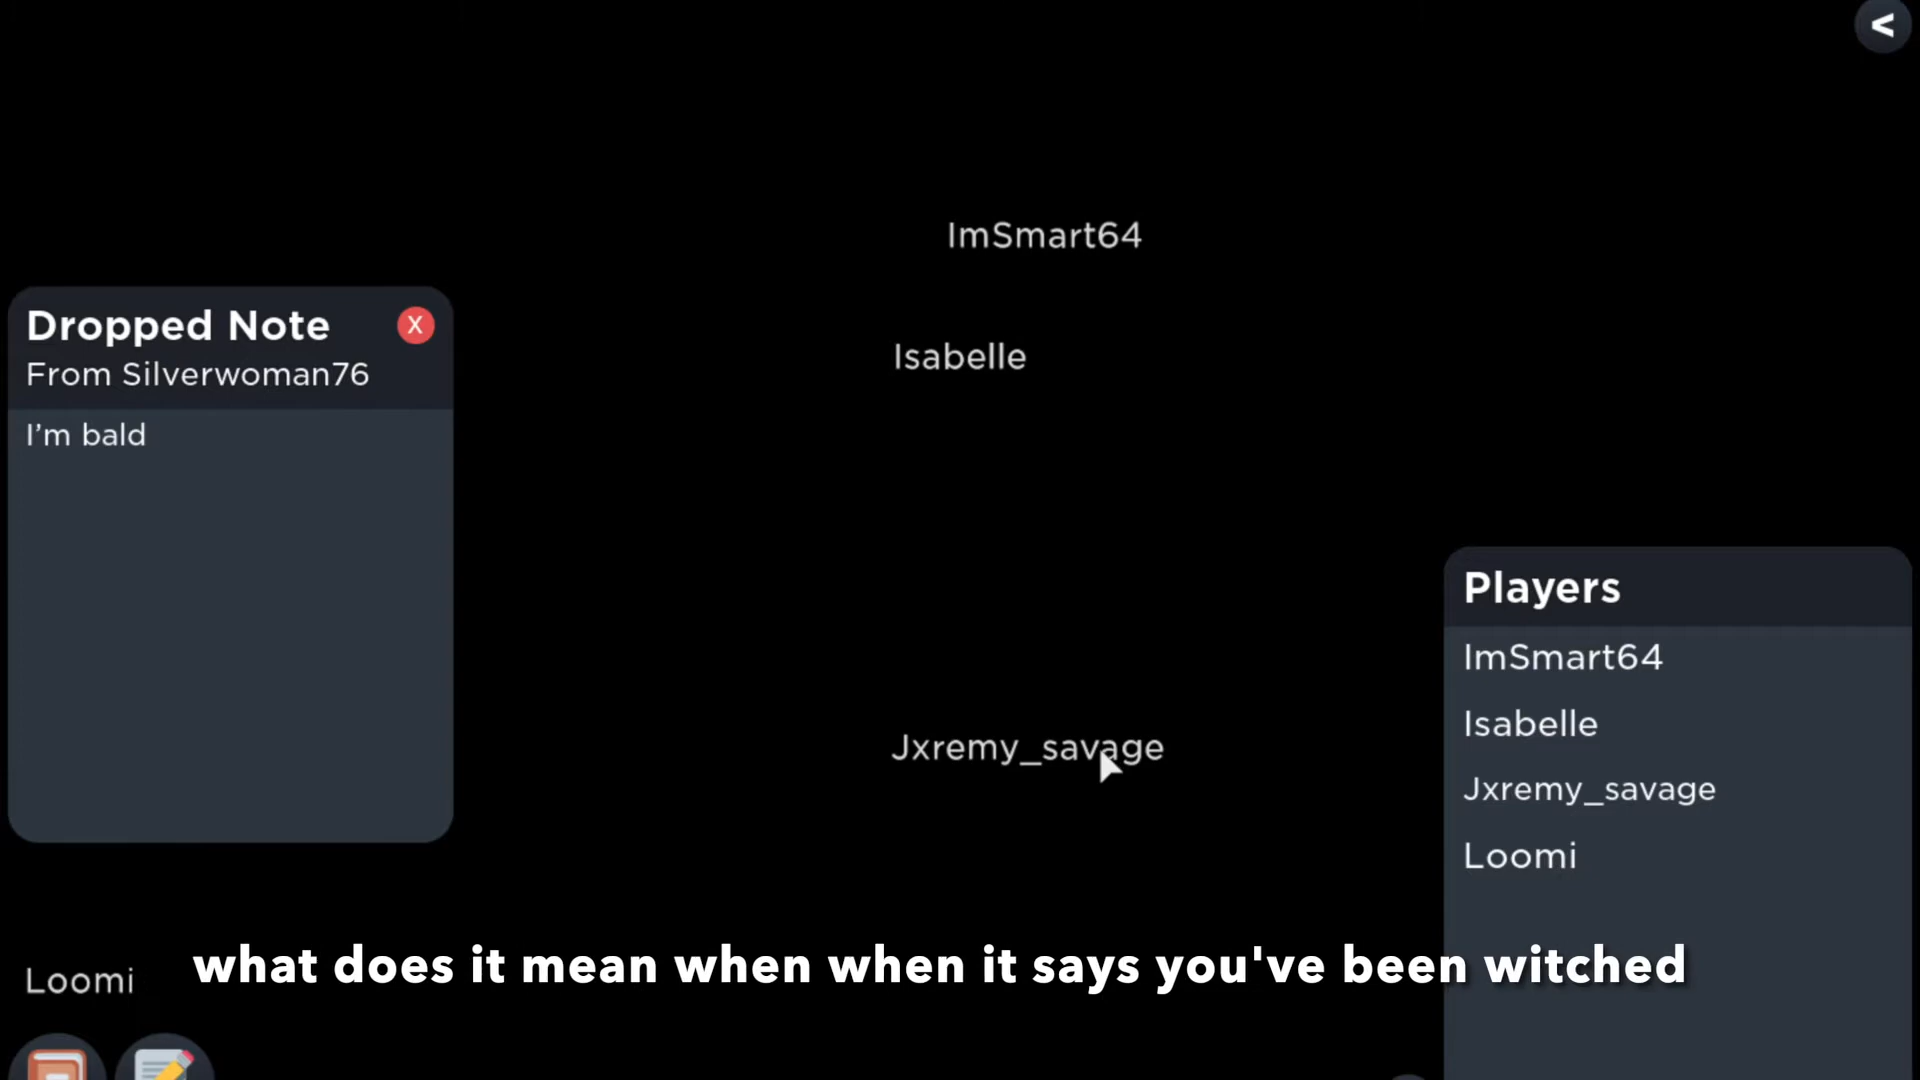 <
ImSmart64
Isabelle
Dropped Note
X
From Silverwoman76
I'm bald
Jxremy_savage
Players
ImSmart64
Isabelle
Jxremy_savage
Loomi
Loomi
what does it mean when when it says you've been witched